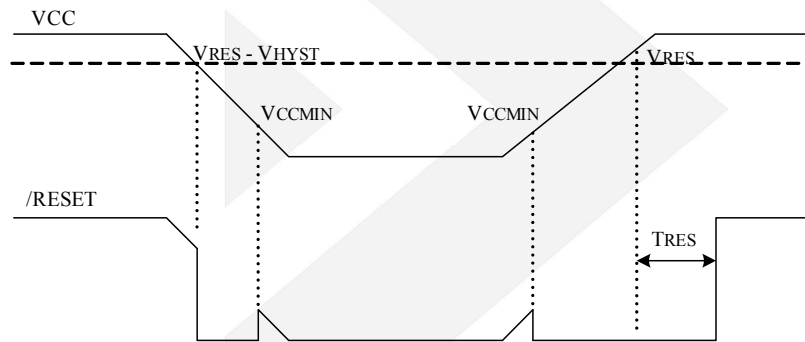 VCC
VRES - VHYST
VRES
VCCMIN
VCCMIN
/RESET
TRES